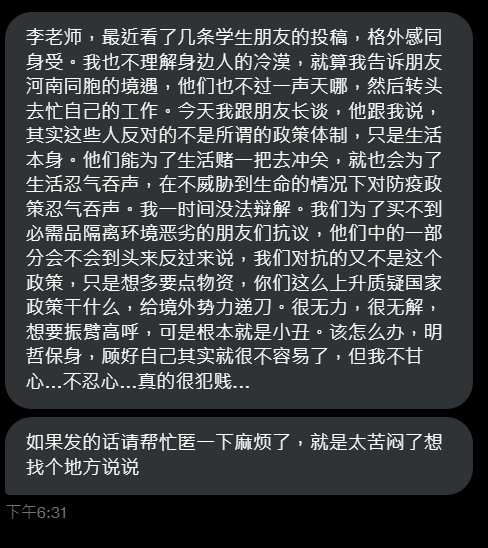 李老师，最近看了几条学生朋友的投稿，格外感同
身受。我也不理解身边人的冷漠，就算我告诉朋友
河南同胞的境遇，他们也不过一声天哪，然后转头
去忙自己的工作。今天我跟朋友长谈，他跟我说，
其实这些人反对的不是所谓的政策体制，只是生活
本身。他们能为了生活赌一把去冲关，就也会为了
生活忍气吞声，在不威胁到生命的情况下对防疫政
策忍气吞声。我一时间没法辩解。我们为了买不到
必需品隔离环境恶劣的朋友们抗议，他们中的一部
分会不会到头来反过来说，我们对抗的又不是这个
政策，只是想多要点物资，你们这么上升质疑国家
政策干什么，给境外势力递刀。很无力，很无解，
想要振臂高呼，可是根本就是小丑。该怎么办，明
哲保身，顾好自己其实就很不容易了，但我不甘
心...不忍心...真的很犯贱...
如果发的话请帮忙匿一下麻烦了，就是太苦闷了想
找个地方说说
下午6:31